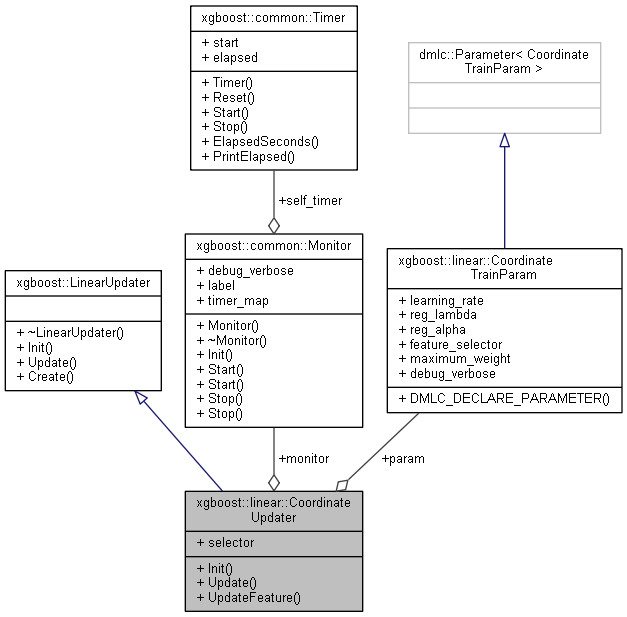 xgboost::common::Timer
+ start
+ elapsed
+ Timer()
+ Reset()
+ Start()
+ Stop()
+ ElapsedSeconds()
+ PrintElapsed()
dmlc::Parameter< Coordinate
TrainParam >
+self_timer
xgboost::common::Monitor
+ debug_verbose
+ label
+ timer_map
+ Monitor()
+ ~Monitor()
+ Init()
+ Start()
+ Start()
+ Stop()
+ Stop()
xgboost::linear::Coordinate
TrainParam
+ learning_rate
+ reg_lambda
+ reg_alpha
+ feature_selector
+ maximum_weight
+ debug_verbose
+ DMLC_DECLARE_PARAMETER()
xgboost::LinearUpdater
+ ~LinearUpdater()
+ Init()
+ Update()
+ Create()
+monitor
+param
xgboost::linear::Coordinate
Updater
+ selector
+ Init()
+ Update()
+ UpdateFeature()